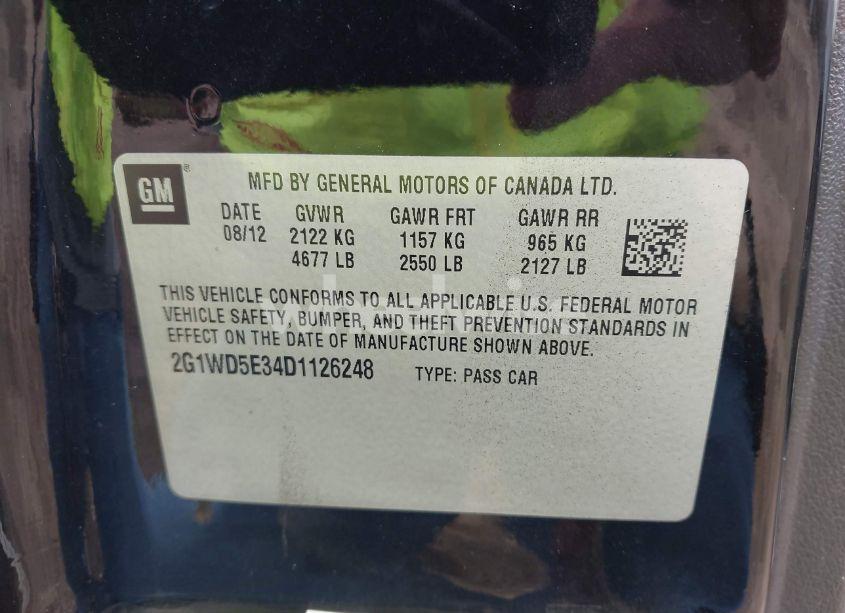 GM
MFD BY GENERAL MOTORS OF CANADA LTD.
DATE GVWR GAWR FRT GAWR RR
08/12 2122 KG 1157 KG 965 KG
4677 LB 2550 LB 2127 LB
THIS VEHICLE CONFORMS TO ALL APPLICABLE U.S. FEDERAL MOTOR
VEHICLE SAFETY, BUMPER, AND THEFT PREVENTION STANDARDS IN
EFFECT ON THE DATE OF MANUFACTURE SHOWN ABOVE.
2G1WD5E34D1126248 TYPE: PASS CAR